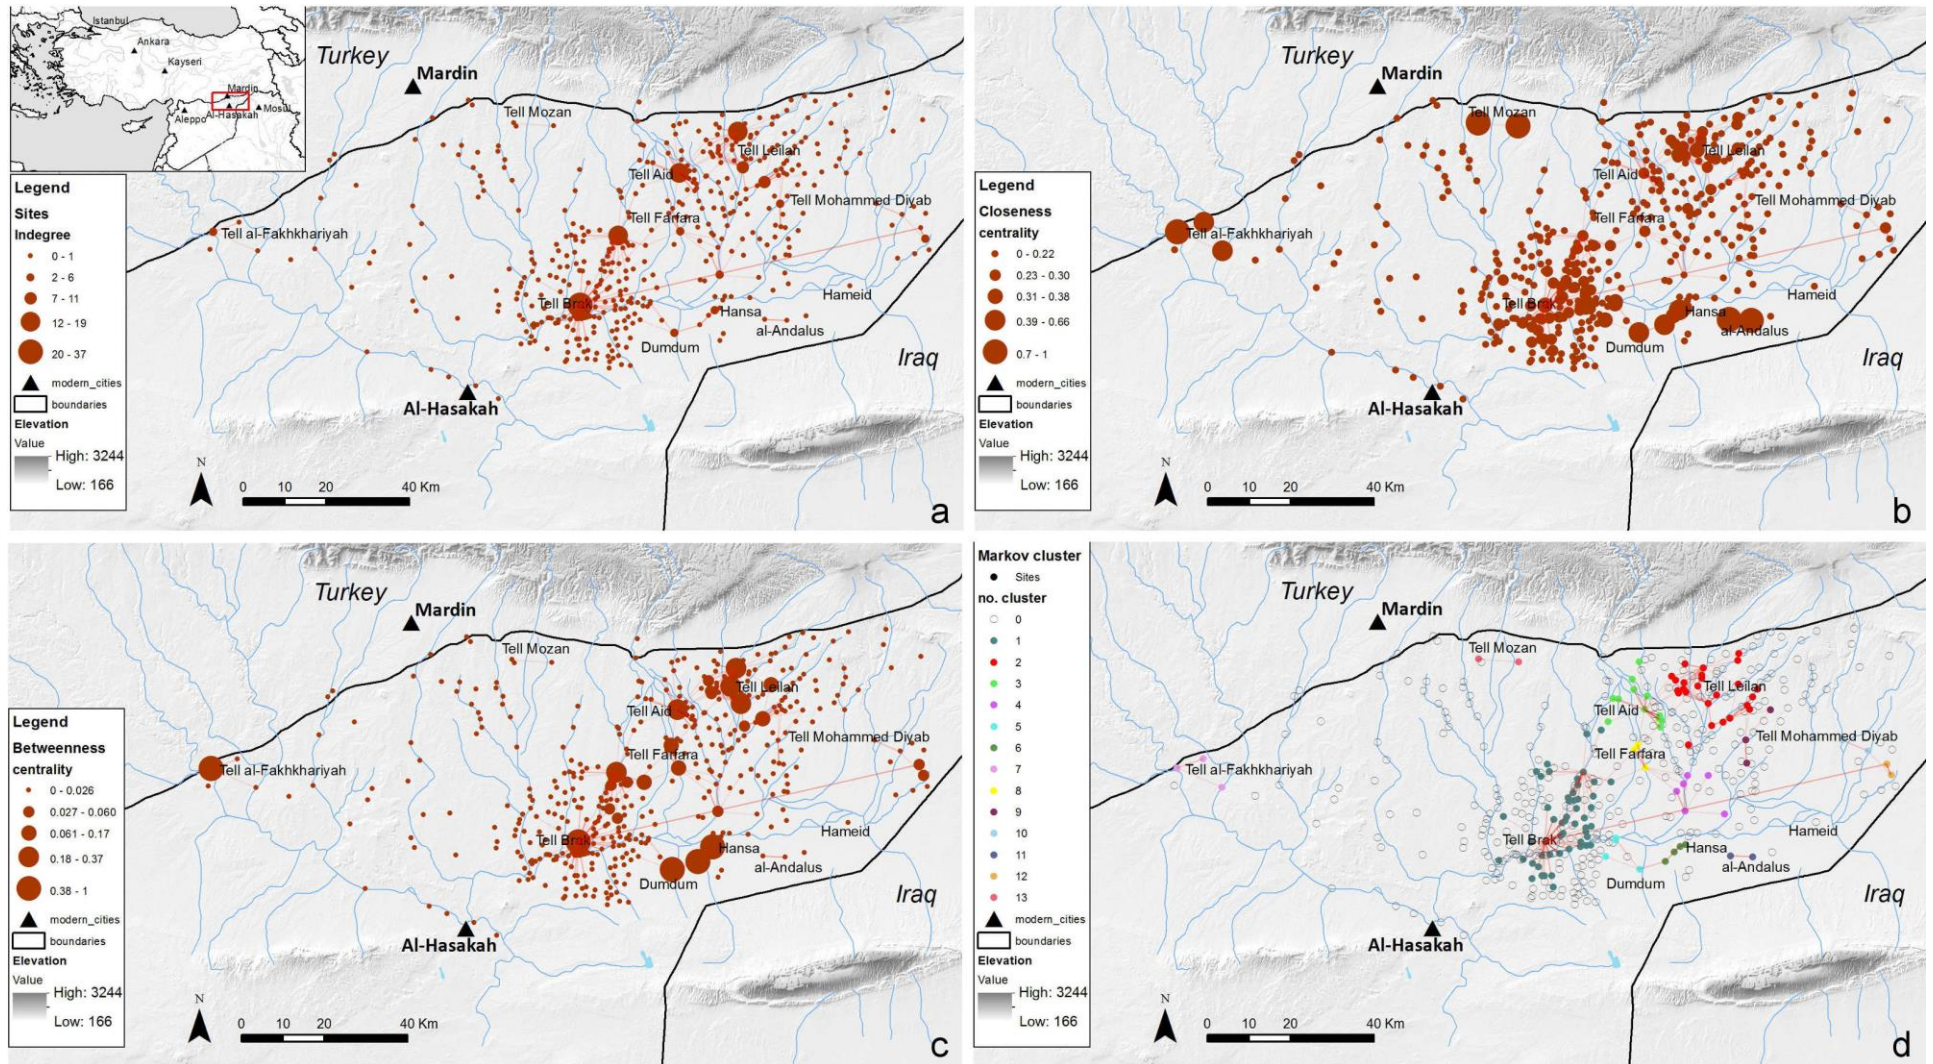 Istanbul
Ankara
Kayseri
Mardin
Aleppo
Al-Hasakah
Mosul
Turkey
Mardin
Tell Mozan
Tell Leilan
Tell Aid
Tell Mohammed Diyab
Tell Farfara
Tell al-Fakhkhariyah
Tell Brak
Hansa
Hameid
al-Andalus
Dumdum
Iraq
Al-Hasakah
Legend
Sites
Indegree
0 - 1
2 - 6
7 - 11
12 - 19
20 - 37
modern_cities
boundaries
Elevation
Value
High: 3244
Low: 166
N
0 10 20 40 Km
a
Turkey
Mardin
Tell Mozan
Tell Leilan
Tell Aid
Tell Mohammed Diyab
Tell Farfara
Tell al-Fakhkhariyah
Tell Brak
Hansa
Hameid
al-Andalus
Dumdum
Iraq
Al-Hasakah
Legend
Closeness
centrality
0 - 0.22
0.23 - 0.30
0.31 - 0.38
0.39 - 0.66
0.7 - 1
modern_cities
boundaries
Elevation
Value
High: 3244
Low: 166
N
0 20 40 Km
b
Turkey
Mardin
Tell Mozan
Tell Leilan
Tell Aid
Tell Mohammed Diyab
Tell Farfara
Tell al-Fakhkhariyah
Tell Brak
Hansa
Hameid
al-Andalus
Dumdum
Iraq
Al-Hasakah
Legend
Betweenness
centrality
0 - 0.026
0.027 - 0.060
0.061 - 0.17
0.18 - 0.37
0.38 - 1
modern_cities
boundaries
Elevation
Value
High: 3244
Low: 166
N
0 10 20 40 Km
c
Markov cluster
Sites
no. cluster
0
1
2
3
4
5
6
7
8
9
10
11
12
13
modern_cities
boundaries
Elevation
Value
High: 3244
Low: 166
Turkey
Mardin
Tell Mozan
Tell Leilan
Tell Aid
Tell Mohammed Diyab
Tell Farfara
Tell al-Fakhkhariyah
Tell Brak
Hansa
Hameid
al-Andalus
Dumdum
Iraq
Al-Hasakah
N
0 20 40 Km
d